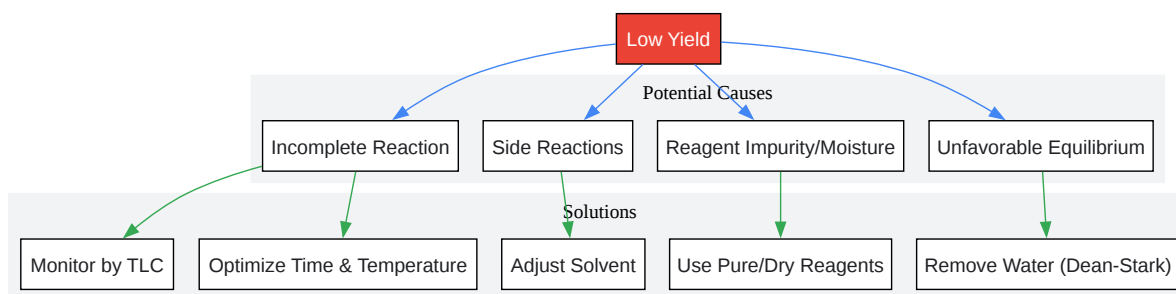 Low Yield
Potential Causes
Incomplete Reaction
Side Reactions
Reagent Impurity/Moisture
Unfavorable Equilibrium
Solutions
Monitor by TLC
Optimize Time & Temperature
Adjust Solvent
Use Pure/Dry Reagents
Remove Water (Dean-Stark)